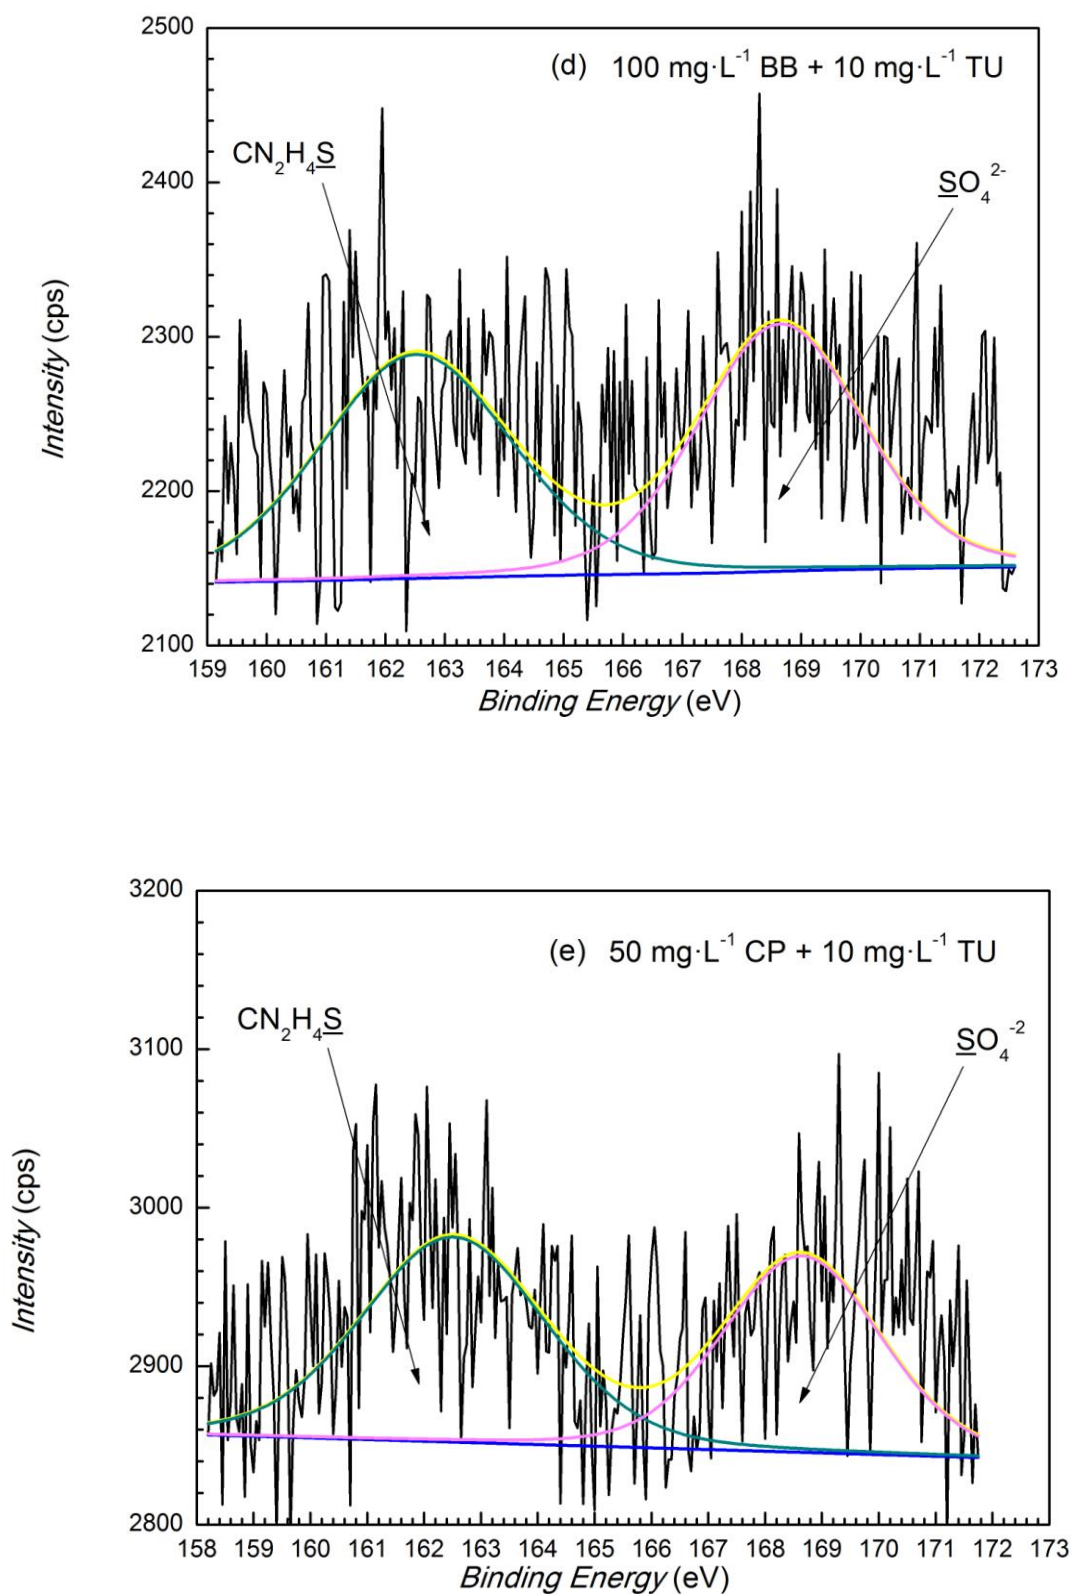 2500
(d) 100 mg·L⁻¹ BB + 10 mg·L⁻¹ TU
CN₂H₄S
2400
SO₄²⁻
2300
Intensity (cps)
2200
2100
159 160 161 162 163 164 165 166 167 168 169 170 171 172 173
Binding Energy (eV)
3200
(e) 50 mg·L⁻¹ CP + 10 mg·L⁻¹ TU
CN₂H₄S
3100
SO₄⁻²
3000
Intensity (cps)
2900
2800
158 159 160 161 162 163 164 165 166 167 168 169 170 171 172 173
Binding Energy (eV)